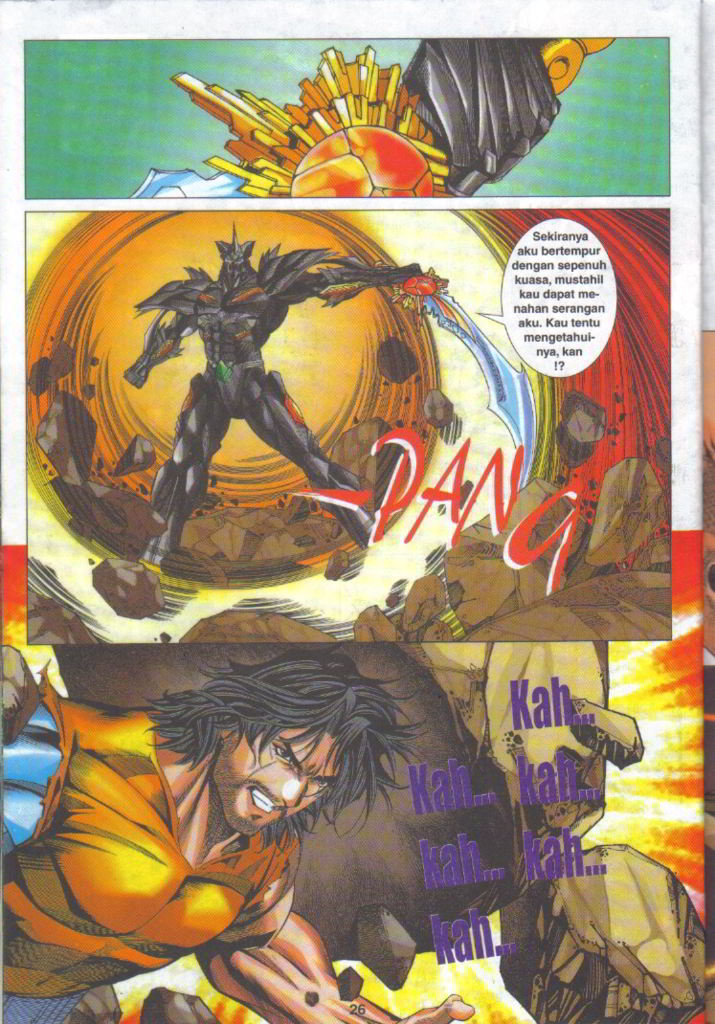 Sekiranya
aku bertempur
dengan sepenuh
kuasa, mustahil
kau dapat me-
nahan serangan
aku. Kau tentu
mengetahui-
nya, kan
!?
PANG
Kah...
Kah... kah...
kah... kah...
kah...
26